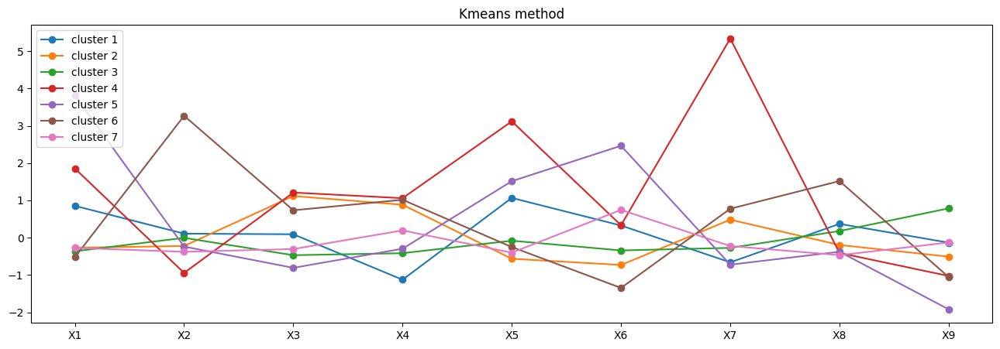 Kmeans method
cluster 1
cluster 2
cluster 3
cluster 4
cluster 5
cluster 6
cluster 7
5
4
3
2
1
0
−1
−2
X1 X2 X3 X4 X5 X6 X7 X8 X9